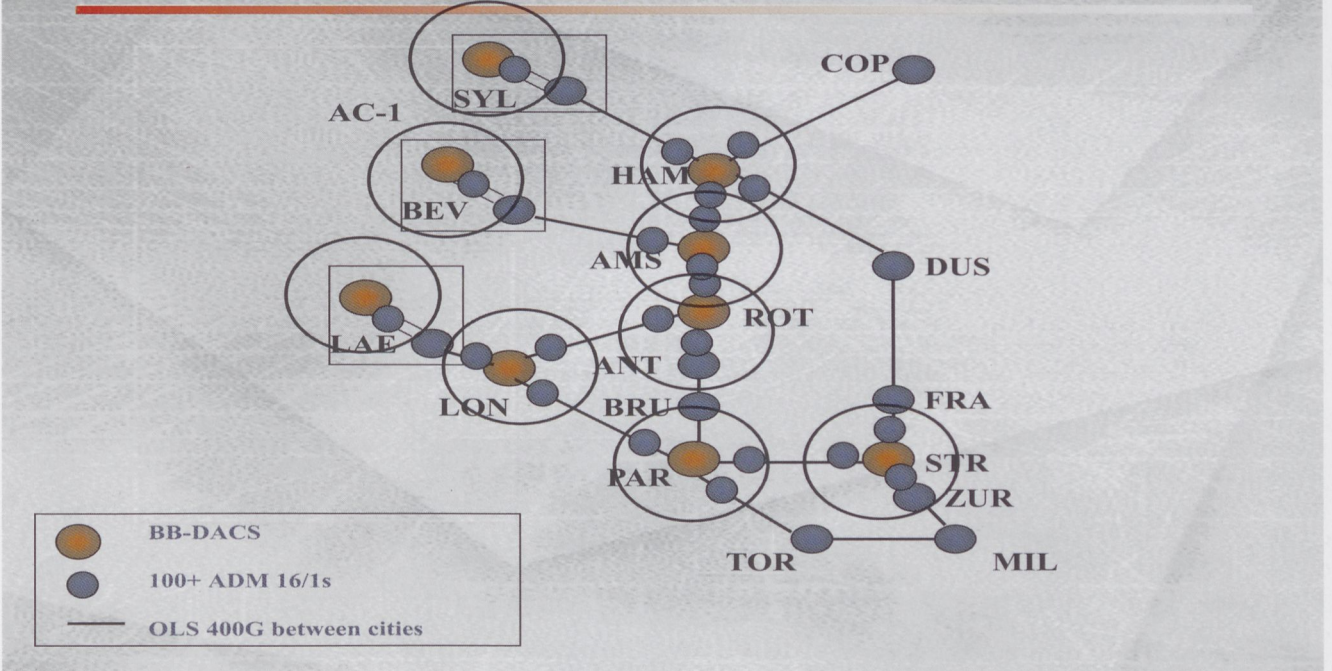 COP
SYL
AC-1
HAM
BEV
AMS
DUS
ROT
LAE
ANT
LON
BRU
FRA
PAR
STR
ZUR
TOR
MIL
BB-DACS
100+ ADM 16/1s
OLS 400G between cities